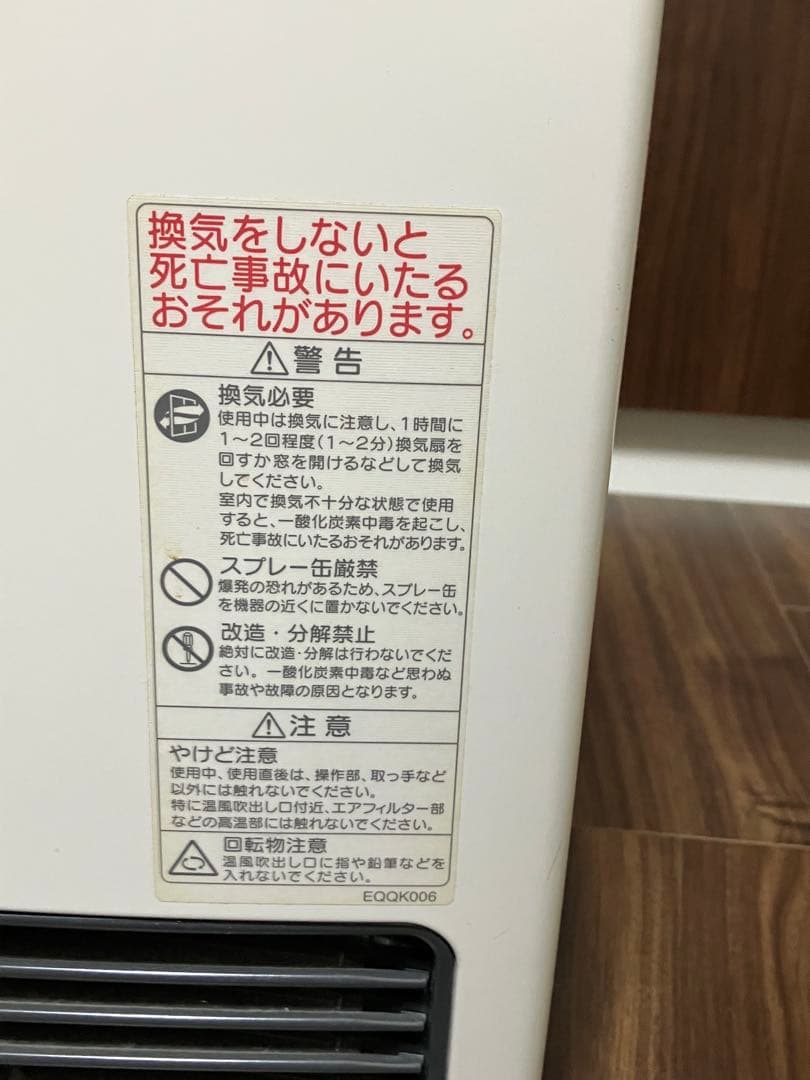 換気をしないと
死亡事故にいたる
おそれがあります。
⚠警告
換気必要
使用中は換気に注意し、1時間に
1〜2回程度(1〜2分)換気扇を
回すか窓を開けるなどして換気
してください。
室内で換気不十分な状態で使用
すると、一酸化炭素中毒を起こし、
死亡事故にいたるおそれがあります。
スプレー缶厳禁
爆発の恐れがあるため、スプレー缶
を機器の近くに置かないでください。
改造・分解禁止
絶対に改造・分解は行わないでくだ
さい。一酸化炭素中毒など思わぬ
事故や故障の原因となります。
⚠注意
やけど注意
使用中、使用直後は、操作部、取っ手など
以外には触れないでください。
特に温風吹出し口付近、エアフィルター部
などの高温部には触れないでください。
回転物注意
温風吹出し口に指や鉛筆などを
入れないでください。
EQQK006